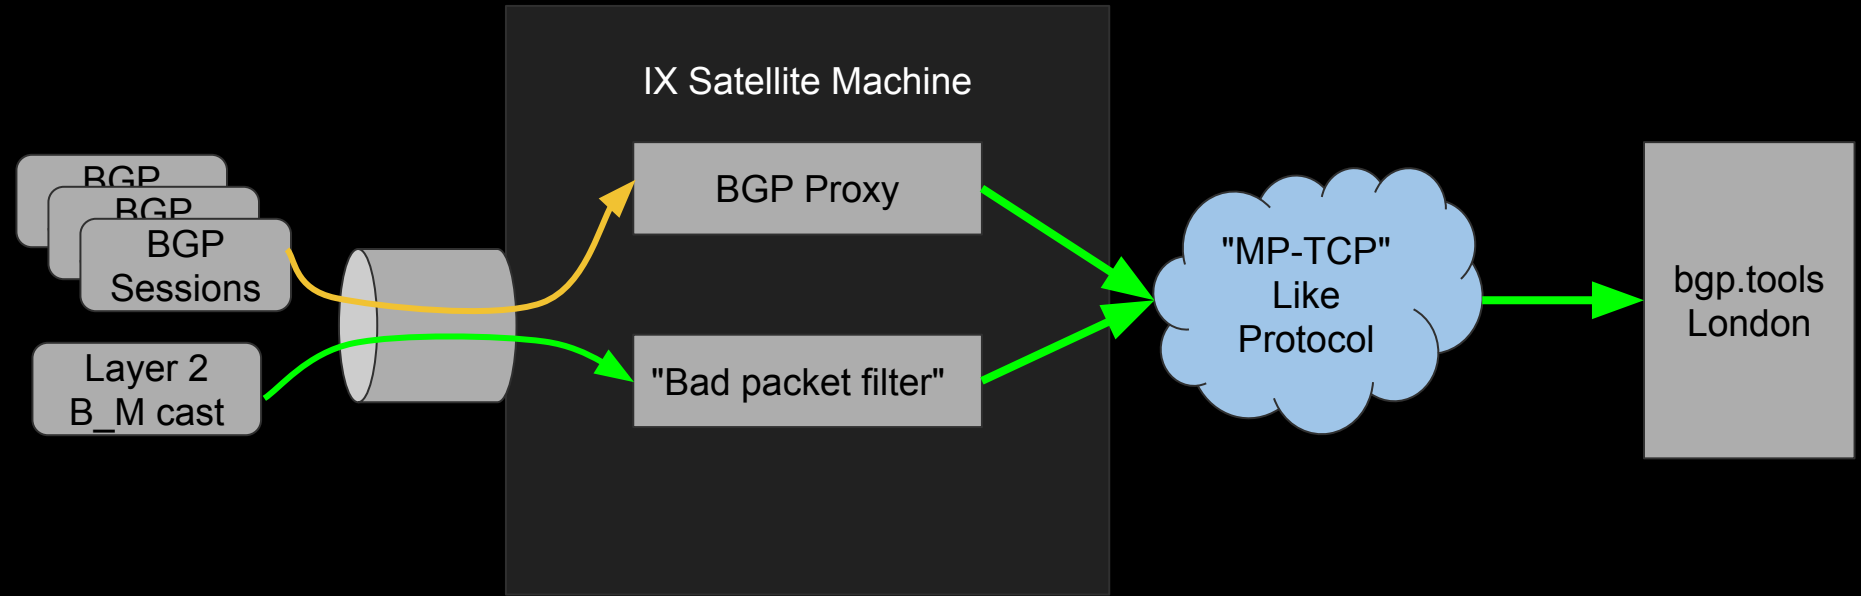 IX Satellite Machine
BGP
BGP
BGP
Sessions
Layer 2
B_M cast
BGP Proxy
"Bad packet filter"
"MP-TCP"
Like
Protocol
bgp.tools
London